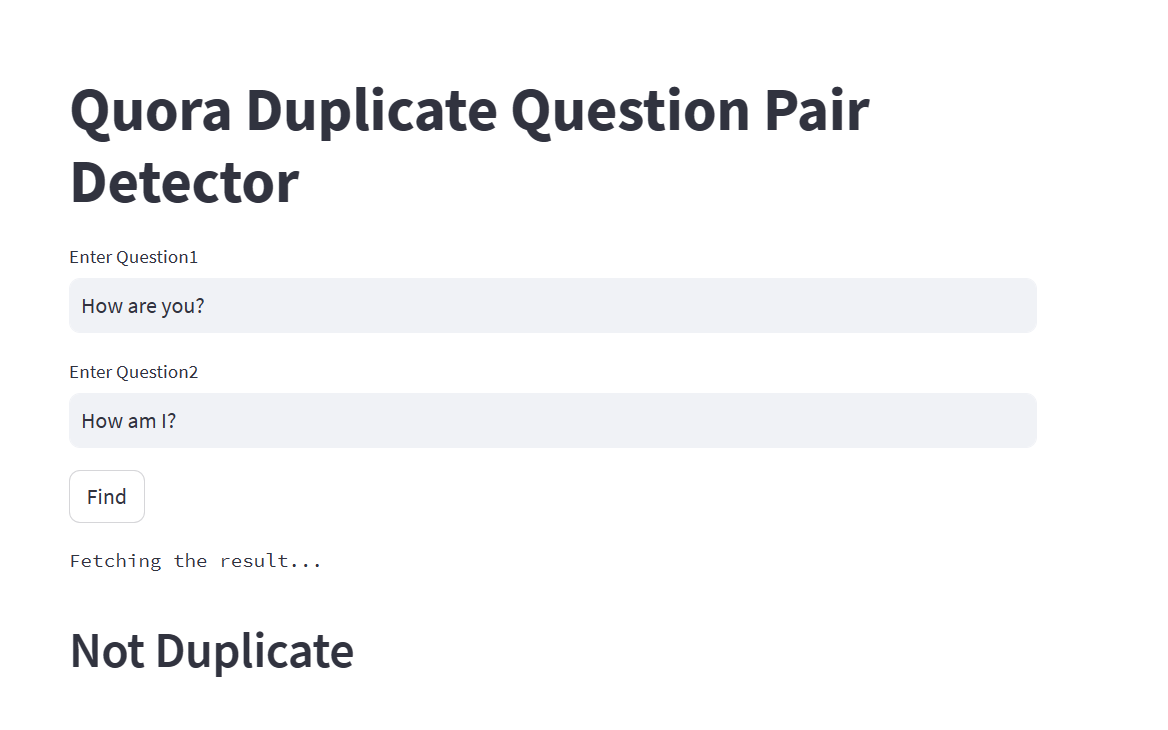 Quora Duplicate Question Pair
Detector
Enter Question1
How are you?
Enter Question2
How am I?
Find
Fetching the result...
Not Duplicate